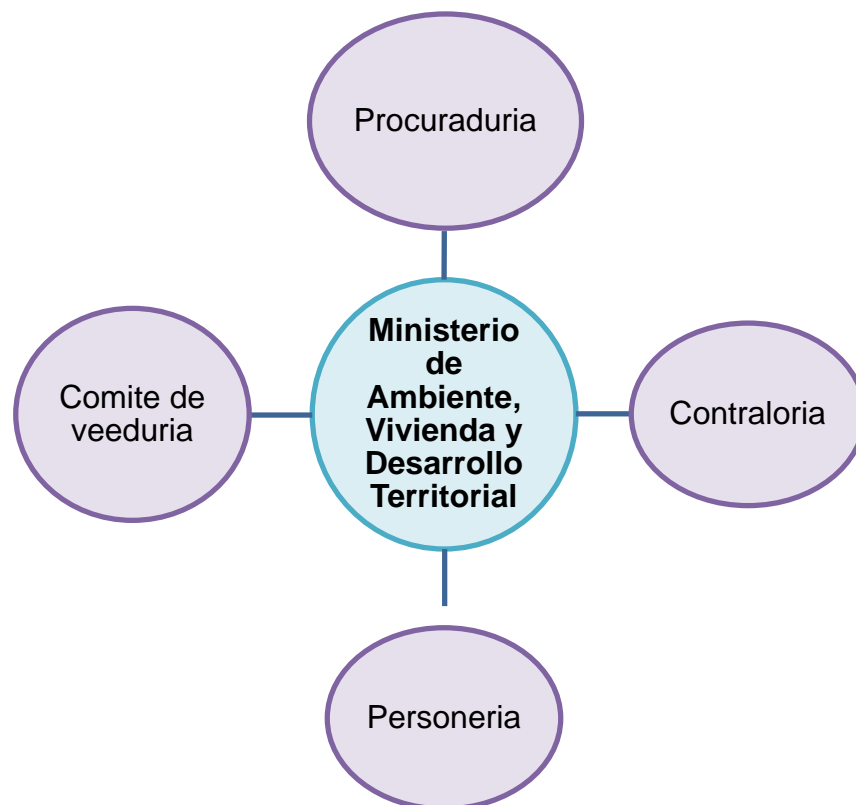 Procuraduria
Comite de
veeduria
Ministerio
de
Ambiente,
Vivienda y
Desarrollo
Territorial
Contraloria
Personeria